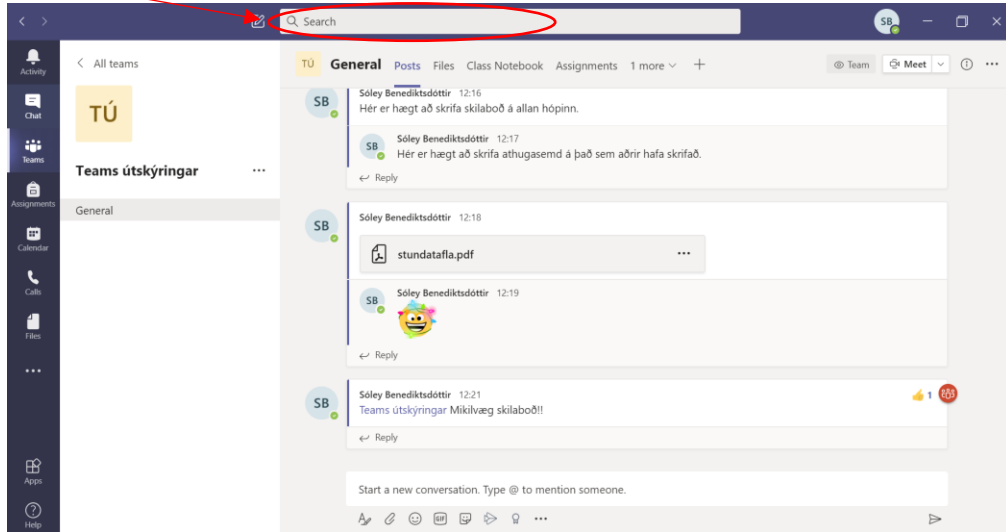 Search
SB
Activity
Chat
Teams
Assignments
Calendar
Calls
Files
Apps
Help
All teams
TÚ
Teams útskýringar
General
TÚ General Posts Files Class Notebook Assignments 1 more
Team Meet
SB
Sóley Benediktsdóttir 12:16
Hér er hægt að skrifa skilaboð á allan hópinn.
SB
Sóley Benediktsdóttir 12:17
Hér er hægt að skrifa athugasemd á það sem aðrir hafa skrifað.
Reply
SB
Sóley Benediktsdóttir 12:18
stundatafla.pdf
SB
Sóley Benediktsdóttir 12:19
Reply
SB
Sóley Benediktsdóttir 12:21
1
Teams útskýringar Mikilvæg skilaboð!!
Reply
Start a new conversation. Type @ to mention someone.
GIF